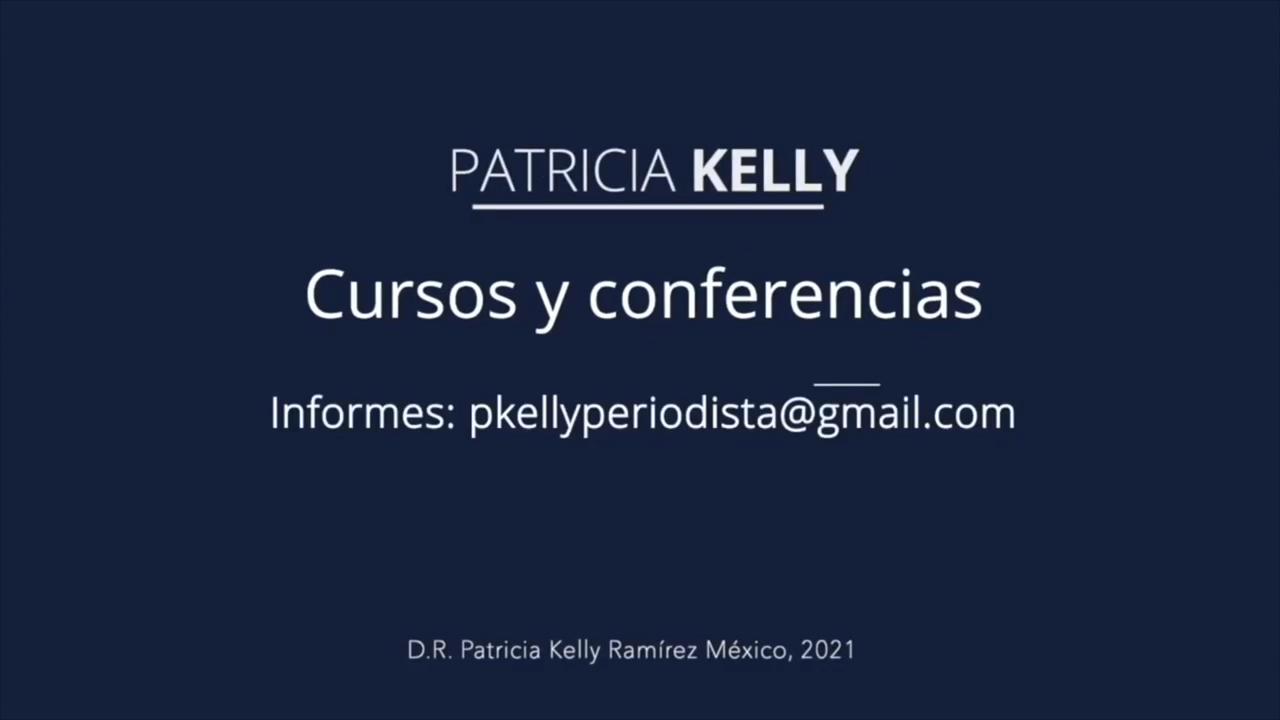 PATRICIA KELLY
Cursos y conferencias
Informes: pkellyperiodista@gmail.com
D.R. Patricia Kelly Ramírez México, 2021